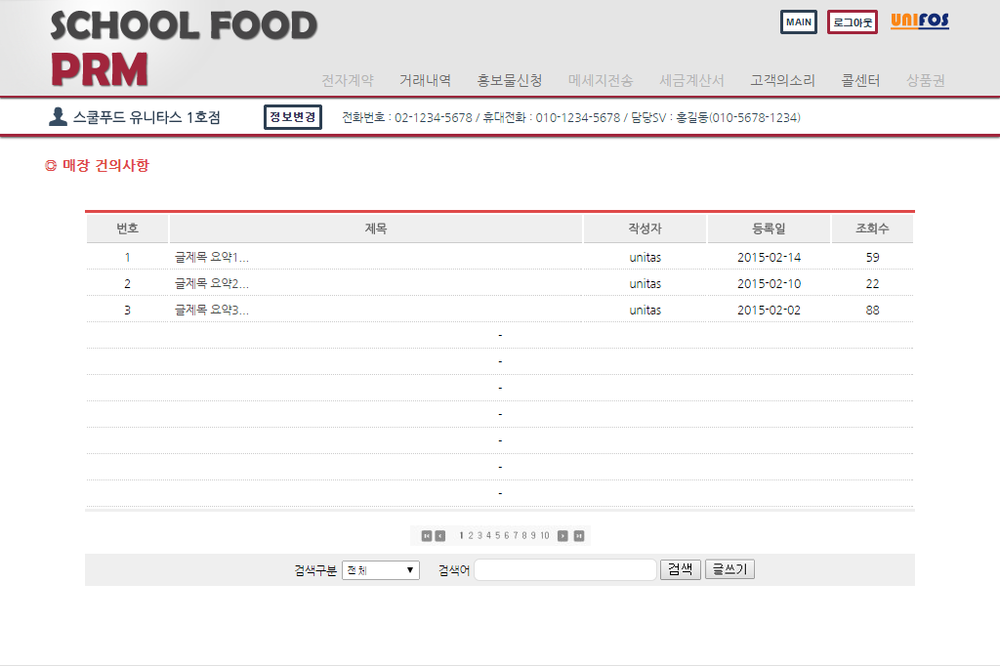 SCHOOL FOOD
PRM
MAIN 로그아웃 UNIFOS
전자계약 거래내역 홍보물신청 메세지전송 세금계산서 고객의소리 콜센터 상품권
스쿨푸드 유니타스 1호점 정보변경 전화번호 : 02-1234-5678 / 휴대전화 : 010-1234-5678 / 담당SV : 홍길동(010-5678-1234)
◎ 매장 건의사항
번호 제목 작성자 등록일 조회수
1 글제목 요약1... unitas 2015-02-14 59
2 글제목 요약2... unitas 2015-02-10 22
3 글제목 요약3... unitas 2015-02-02 88
-
-
-
-
-
-
-
1 2 3 4 5 6 7 8 9 10
검색구분 전체 ▼ 검색어 검색 글쓰기